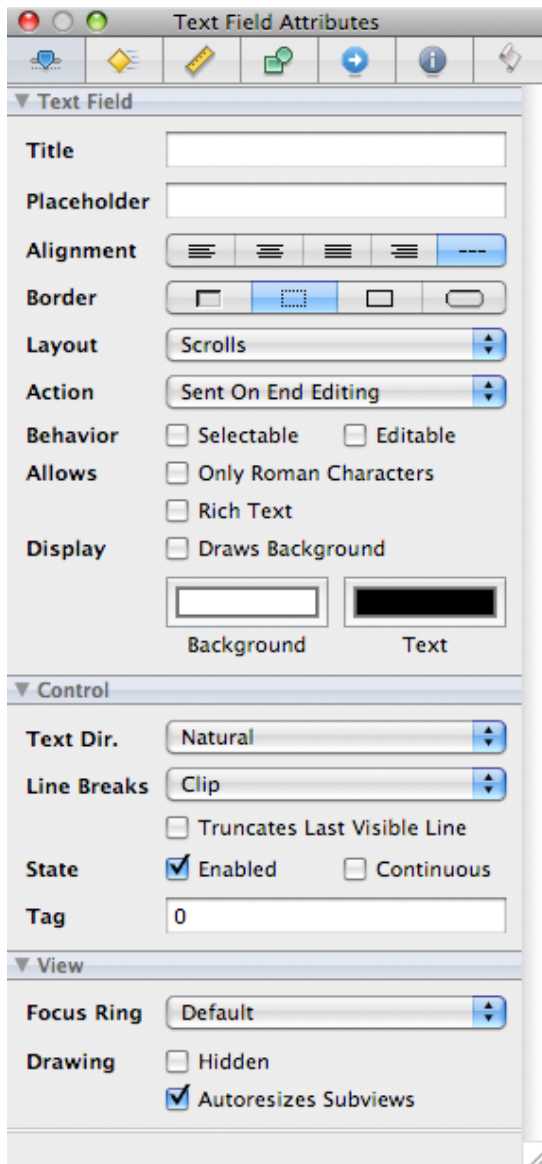 Text Field Attributes
Text Field
Title
Placeholder
Alignment
Border
Layout Scrolls
Action Sent On End Editing
Behavior Selectable Editable
Allows Only Roman Characters
Rich Text
Display Draws Background
Background Text
Control
Text Dir. Natural
Line Breaks Clip
Truncates Last Visible Line
State Enabled Continuous
Tag 0
View
Focus Ring Default
Drawing Hidden
Autoresizes Subviews